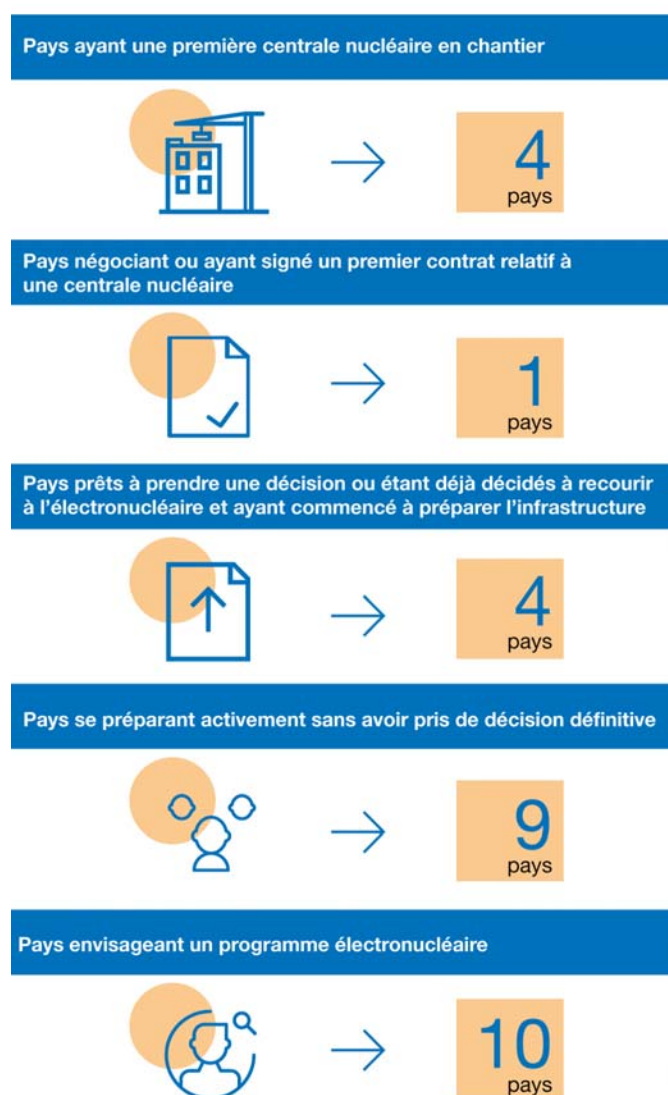 Pays ayant une première centrale nucléaire en chantier
4
pays
Pays négociant ou ayant signé un premier contrat relatif à
une centrale nucléaire
1
pays
Pays prêts à prendre une décision ou étant déjà décidés à recourir
à l’électronucléaire et ayant commencé à préparer l’infrastructure
4
pays
Pays se préparant activement sans avoir pris de décision définitive
9
pays
Pays envisageant un programme électronucléaire
10
pays